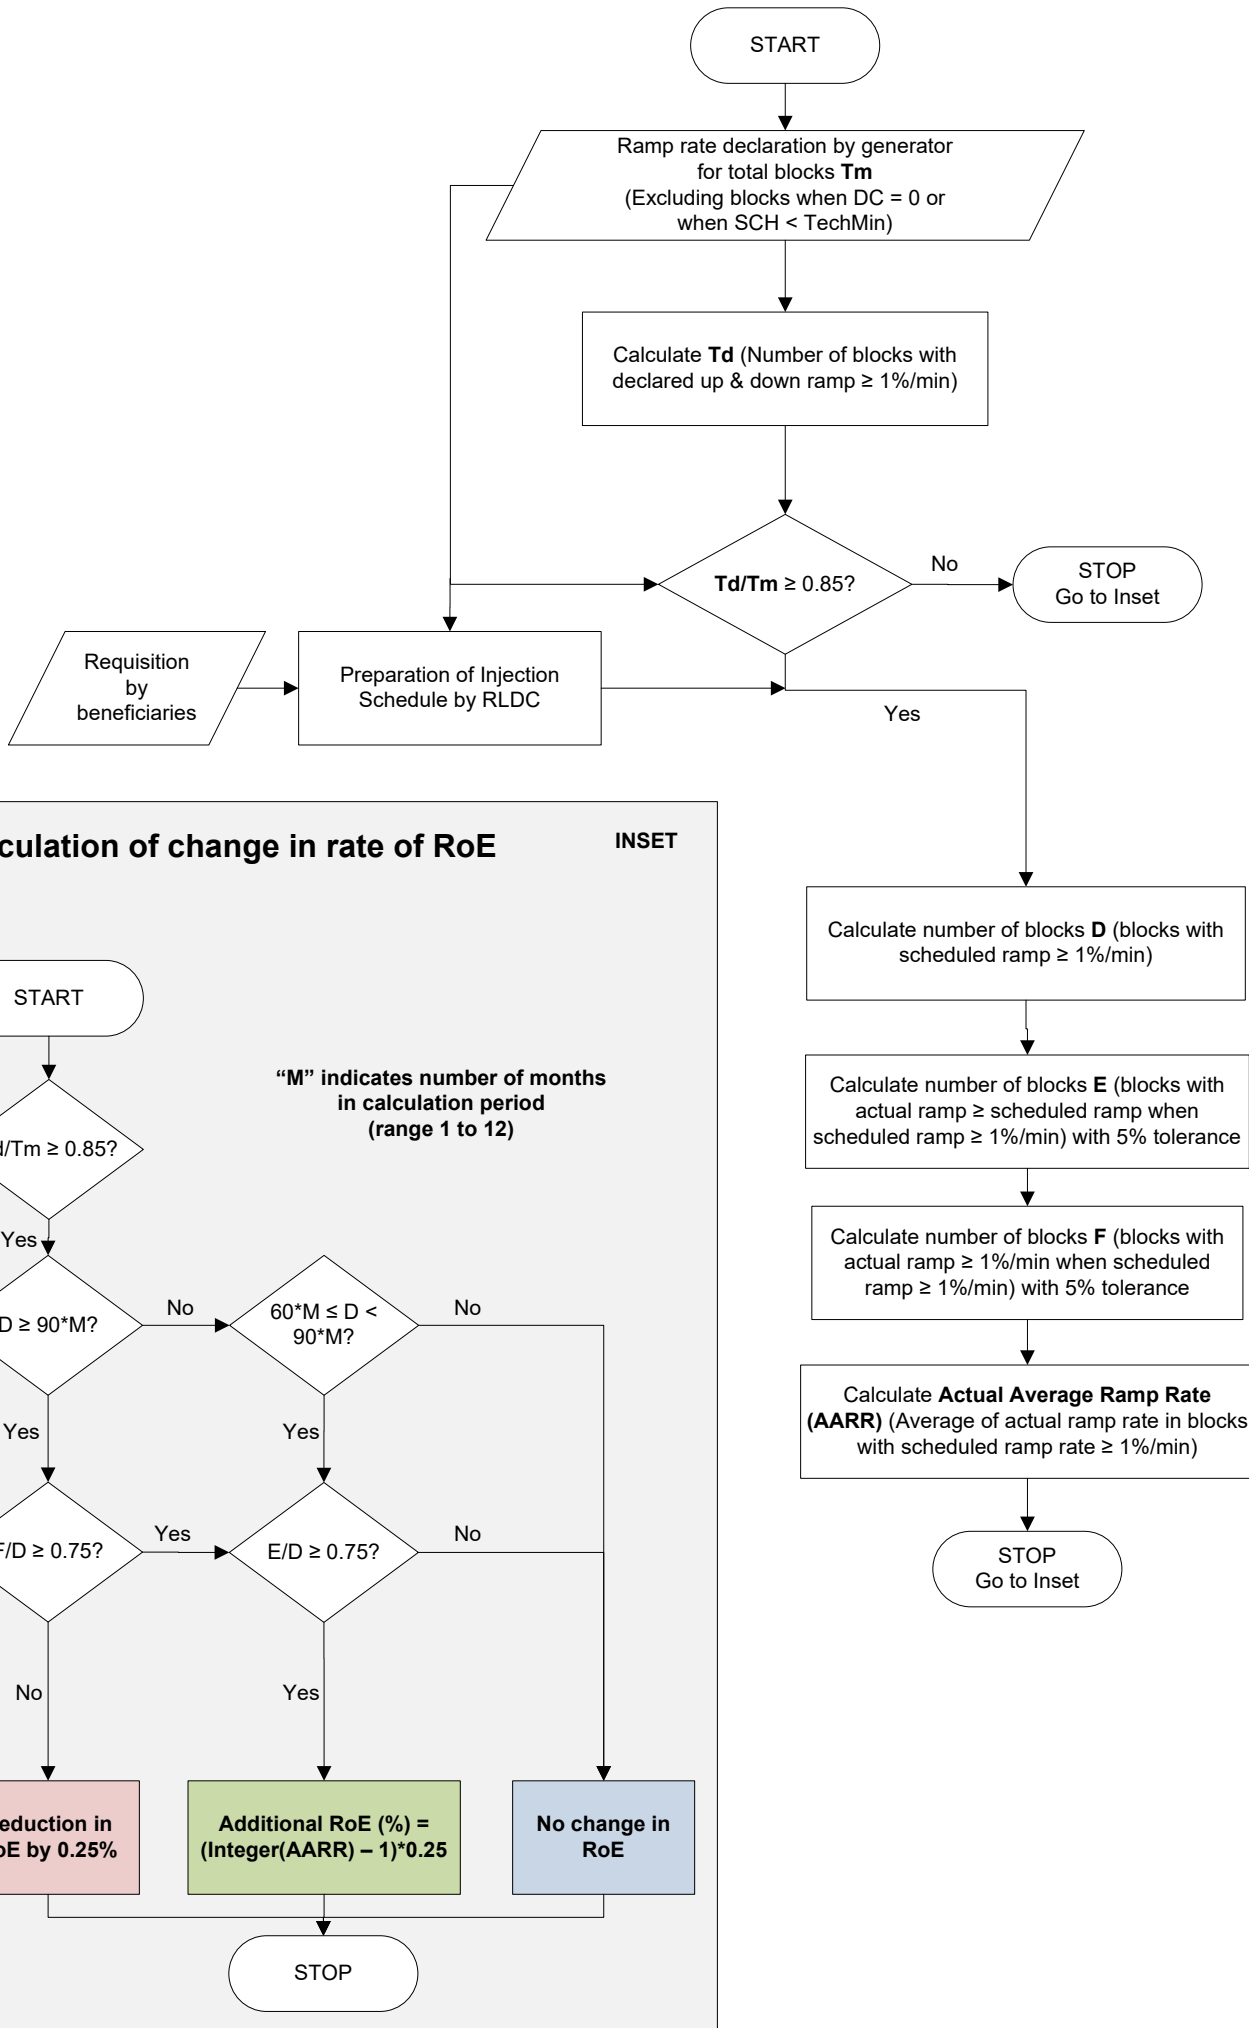 START
Ramp rate declaration by generator
for total blocks Tm
(Excluding blocks when DC = 0 or
when SCH < TechMin)
Calculate Td (Number of blocks with
declared up & down ramp ≥ 1%/min)
Td/Tm ≥ 0.85?
No
STOP
Go to Inset
Requisition
by
beneficiaries
Preparation of Injection
Schedule by RLDC
Yes
culation of change in rate of RoE
INSET
Calculate number of blocks D (blocks with
scheduled ramp ≥ 1%/min)
START
"M" indicates number of months
in calculation period
(range 1 to 12)
Calculate number of blocks E (blocks with
actual ramp ≥ scheduled ramp when
scheduled ramp ≥ 1%/min) with 5% tolerance
d/Tm ≥ 0.85?
Yes
Calculate number of blocks F (blocks with
actual ramp ≥ 1%/min when scheduled
ramp ≥ 1%/min) with 5% tolerance
D ≥ 90*M?
No
60*M ≤ D <
90*M?
No
Calculate Actual Average Ramp Rate
(AARR) (Average of actual ramp rate in blocks
with scheduled ramp rate ≥ 1%/min)
Yes
Yes
F/D ≥ 0.75?
Yes
E/D ≥ 0.75?
No
STOP
Go to Inset
No
Yes
eduction in
oE by 0.25%
Additional RoE (%) =
(Integer(AARR) – 1)*0.25
No change in
RoE
STOP